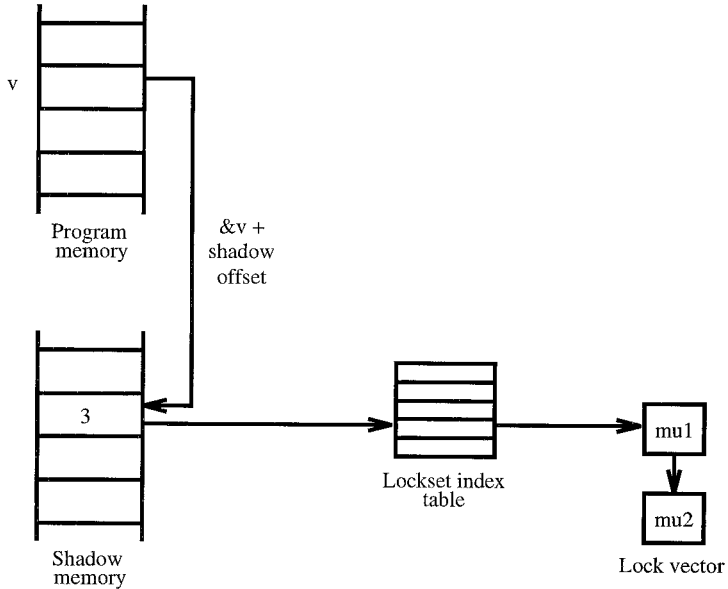 v
Program
memory
&v +
shadow
offset
3
Shadow
memory
Lockset index
table
mu1
mu2
Lock vector